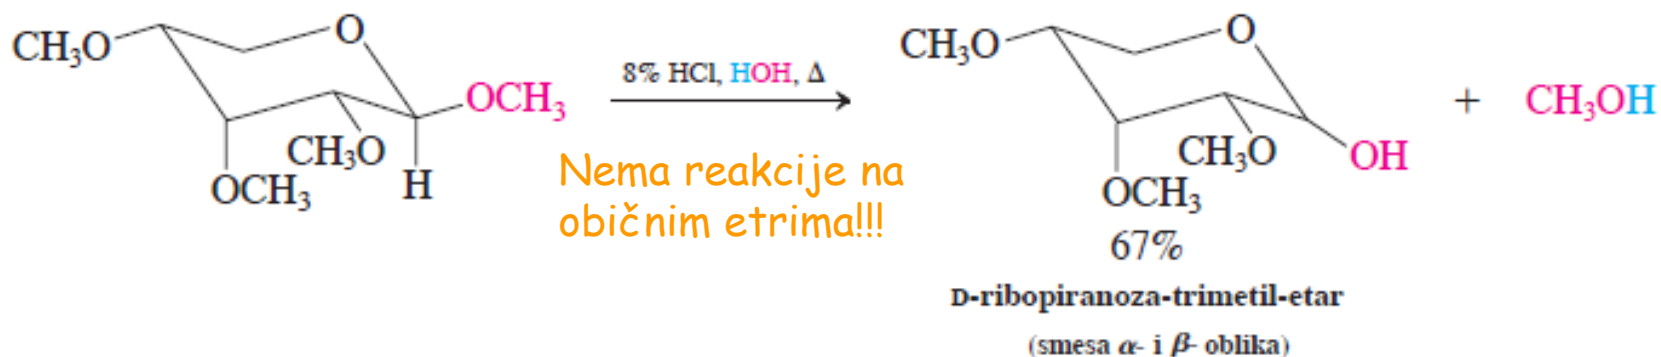 CH₃O
O
OCH₃
CH₃O
OCH₃
H
8% HCl, HOH, Δ
Nema reakcije na
običnim etrima!!!
CH₃O
O
CH₃O
OH
OCH₃
+ CH₃OH
67%
D-ribopiranoza-trimetil-etar
(smesa α- i β- oblika)